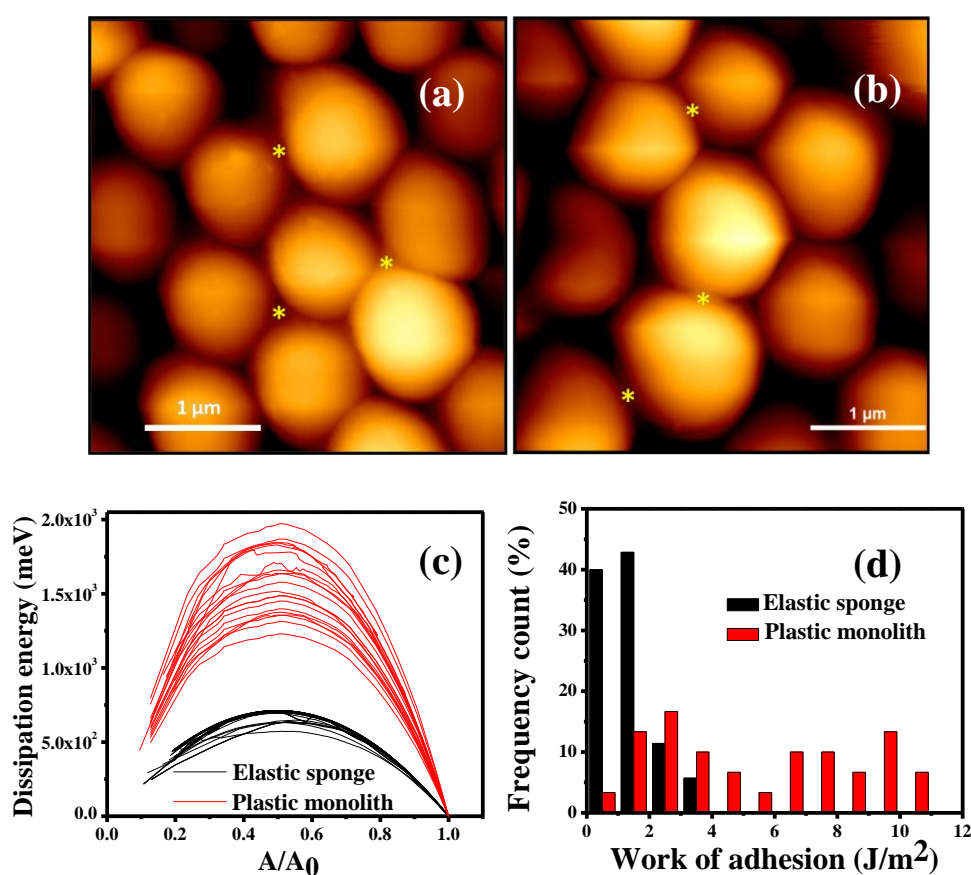 (a)
(b)
*
*
*
*
*
*
1 µm
1 µm
Dissipation energy (meV)
2.0x10³
1.5x10³
1.0x10³
5.0x10²
0.0
(c)
Elastic sponge
Plastic monolith
0.0 0.2 0.4 0.6 0.8 1.0
A/A₀
Frequency count (%)
50
40
30
20
10
0
(d)
Elastic sponge
Plastic monolith
0 2 4 6 8 10 12
Work of adhesion (J/m²)